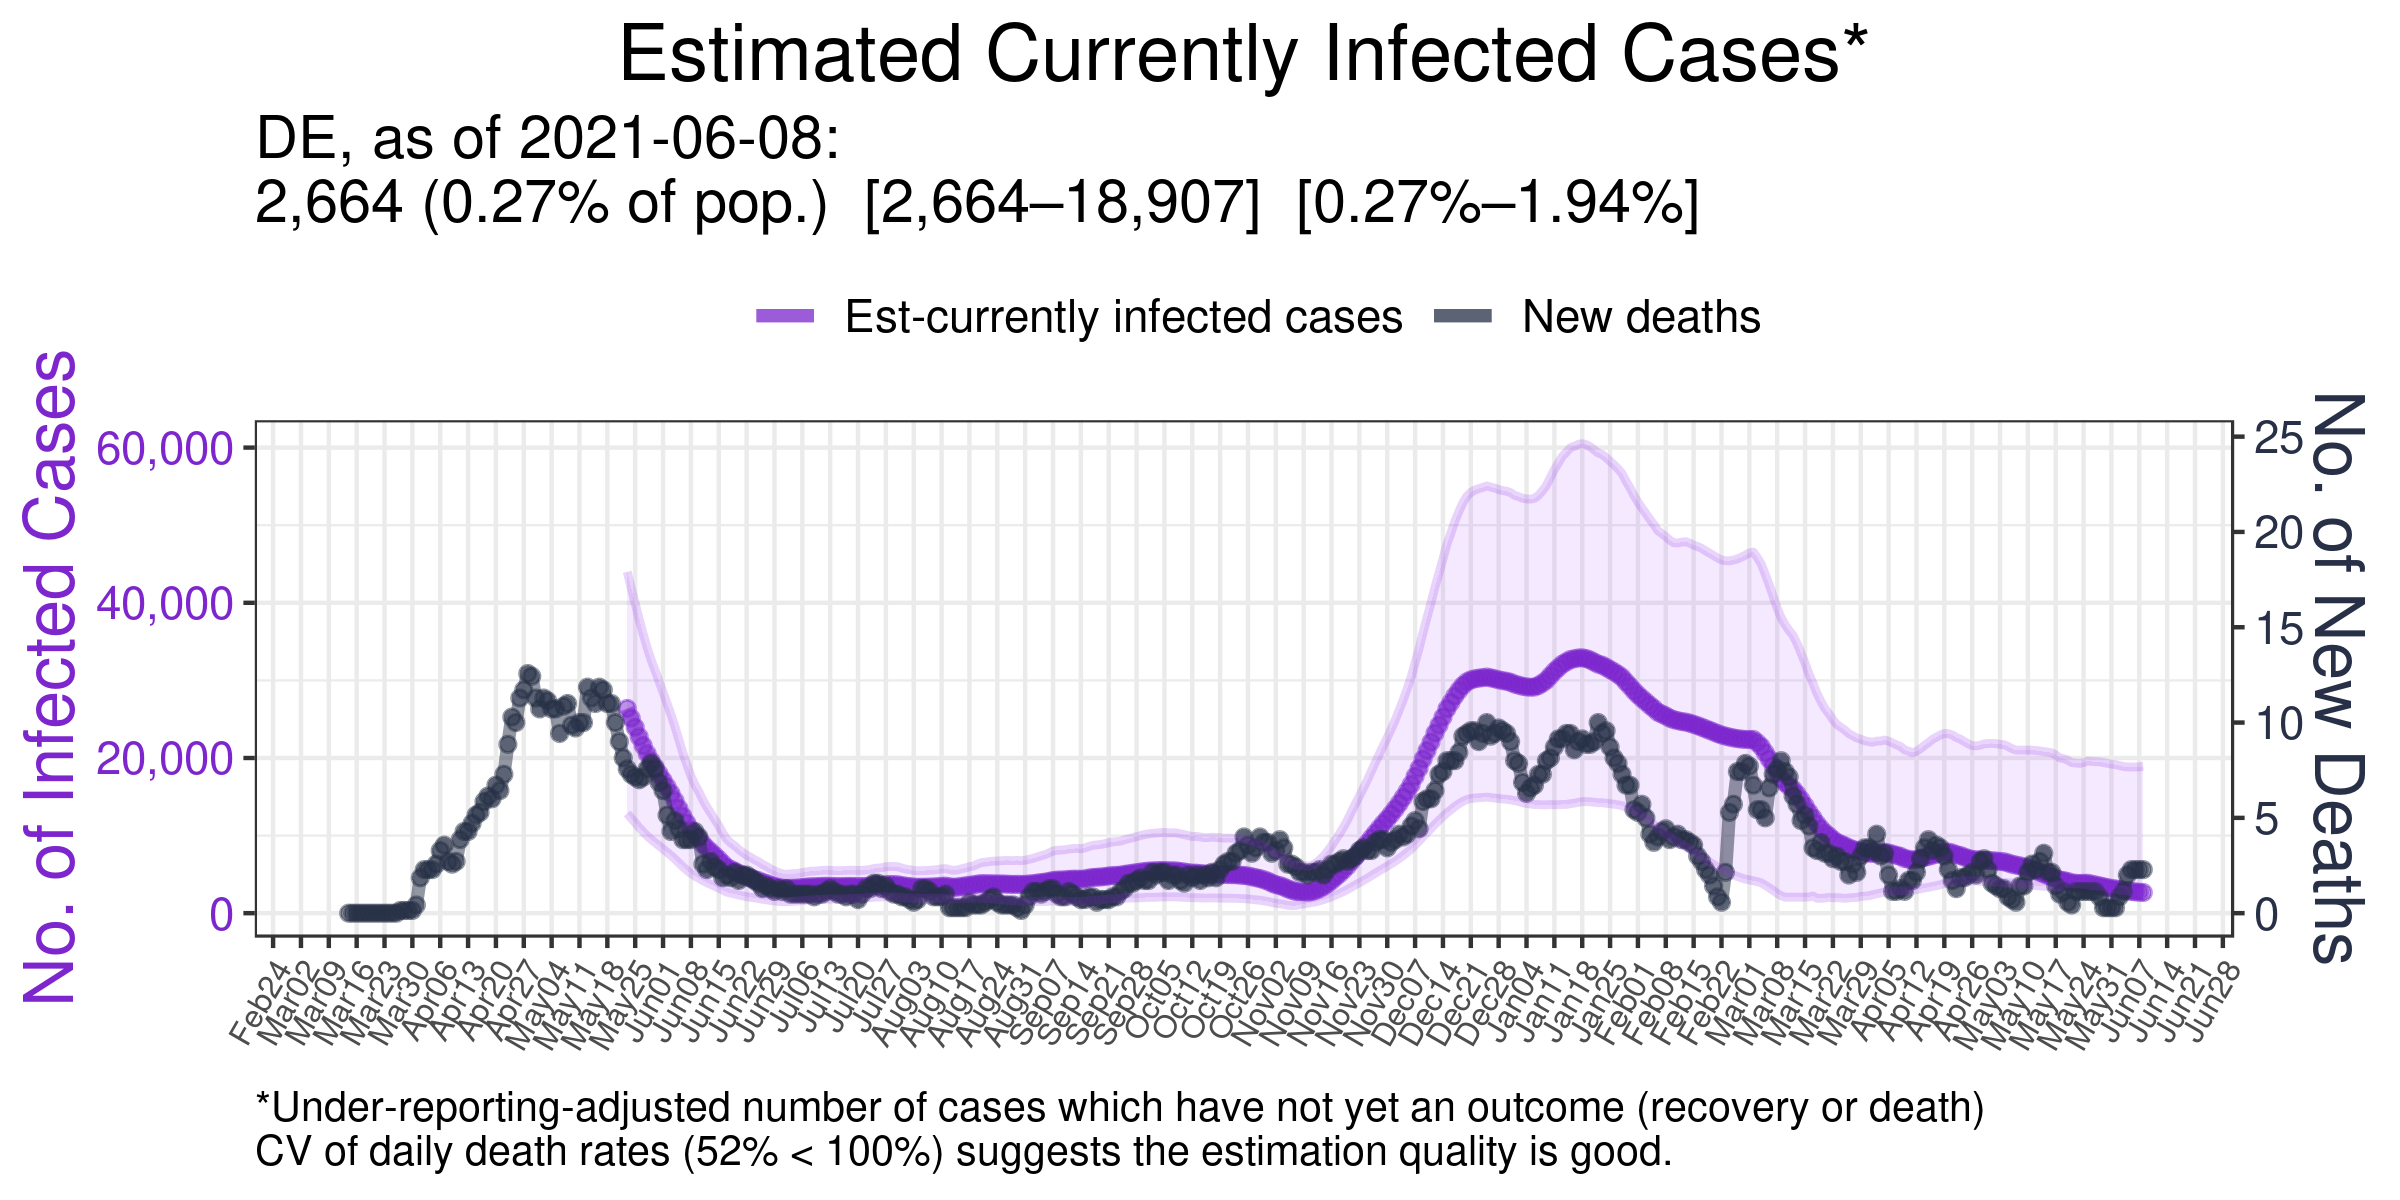 Estimated Currently Infected Cases*
DE, as of 2021-06-08:
2,664 (0.27% of pop.) [2,664–18,907] [0.27%–1.94%]
Est-currently infected cases
New deaths
No. of Infected Cases
60,000
40,000
20,000
0
25
20
15
10
5
0
No. of New Deaths
Feb24
Mar02
Mar09
Mar16
Mar23
Mar30
Apr06
Apr13
Apr20
Apr27
May04
May11
May18
May25
Jun01
Jun08
Jun15
Jun22
Jun29
Jul06
Jul13
Jul20
Jul27
Aug03
Aug10
Aug17
Aug24
Aug31
Sep07
Sep14
Sep21
Sep28
Oct05
Oct12
Oct19
Oct26
Nov02
Nov09
Nov16
Nov23
Nov30
Dec07
Dec14
Dec21
Dec28
Jan04
Jan11
Jan18
Jan25
Feb01
Feb08
Feb15
Feb22
Mar01
Mar08
Mar15
Mar22
Mar29
Apr05
Apr12
Apr19
Apr26
May03
May10
May17
May24
May31
Jun07
Jun14
Jun21
Jun28
*Under-reporting-adjusted number of cases which have not yet an outcome (recovery or death)
CV of daily death rates (52% < 100%) suggests the estimation quality is good.